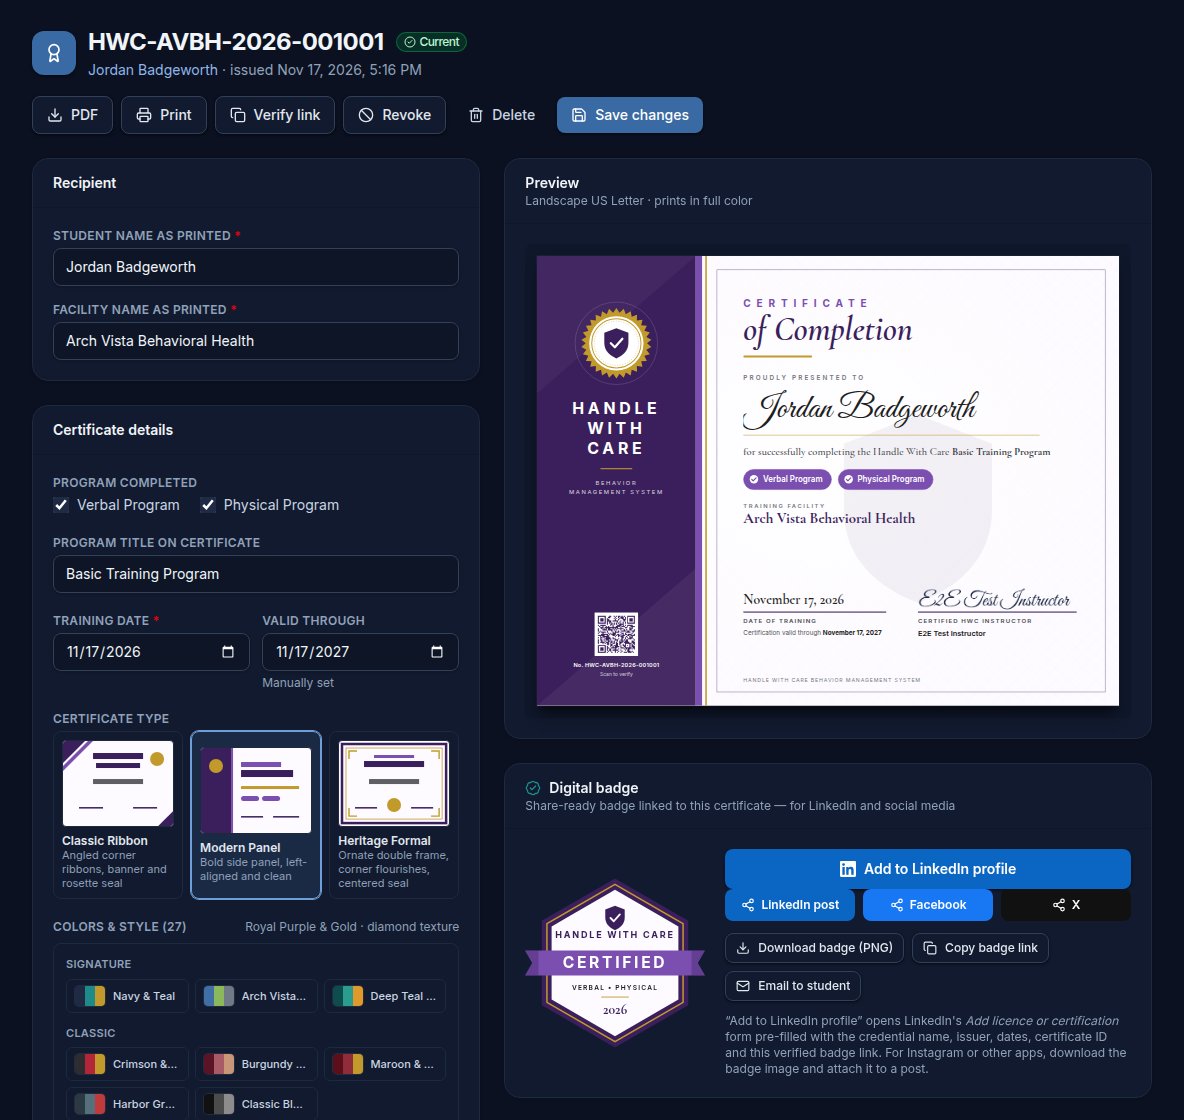 HWC-AVBH-2026-001001
Current
Jordan Badgeworth · issued Nov 17, 2026, 5:16 PM
PDF
Print
Verify link
Revoke
Delete
Save changes
Recipient
STUDENT NAME AS PRINTED *
Jordan Badgeworth
FACILITY NAME AS PRINTED *
Arch Vista Behavioral Health
Certificate details
PROGRAM COMPLETED
Verbal Program
Physical Program
PROGRAM TITLE ON CERTIFICATE
Basic Training Program
TRAINING DATE *
VALID THROUGH
11/17/2026
11/17/2027
Manually set
CERTIFICATE TYPE
Classic Ribbon
Angled corner
ribbons, banner and
rosette seal
Modern Panel
Bold side panel, left-
aligned and clean
Heritage Formal
Ornate double frame,
corner flourishes,
centered seal
COLORS & STYLE (27)
Royal Purple & Gold · diamond texture
SIGNATURE
Navy & Teal
Arch Vista...
Deep Teal ...
CLASSIC
Crimson &...
Burgundy ...
Maroon & ...
Harbor Gr...
Classic Bl...
Preview
Landscape US Letter · prints in full color
HANDLE
WITH
CARE
BEHAVIOR
MANAGEMENT SYSTEM
No. HWC-AVBH-2026-001001
Scan to verify
CERTIFICATE
of Completion
PROUDLY PRESENTED TO
Jordan Badgeworth
for successfully completing the Handle With Care Basic Training Program
Verbal Program
Physical Program
TRAINING FACILITY
Arch Vista Behavioral Health
November 17, 2026
DATE OF TRAINING
Certification valid through November 17, 2027
E2E Test Instructor
CERTIFIED HWC INSTRUCTOR
E2E Test Instructor
HANDLE WITH CARE BEHAVIOR MANAGEMENT SYSTEM
Digital badge
Share-ready badge linked to this certificate — for LinkedIn and social media
HANDLE WITH CARE
CERTIFIED
VERBAL • PHYSICAL
2026
Add to LinkedIn profile
LinkedIn post
Facebook
X
Download badge (PNG)
Copy badge link
Email to student
“Add to LinkedIn profile” opens LinkedIn's Add licence or certification
form pre-filled with the credential name, issuer, dates, certificate ID
and this verified badge link. For Instagram or other apps, download the
badge image and attach it to a post.